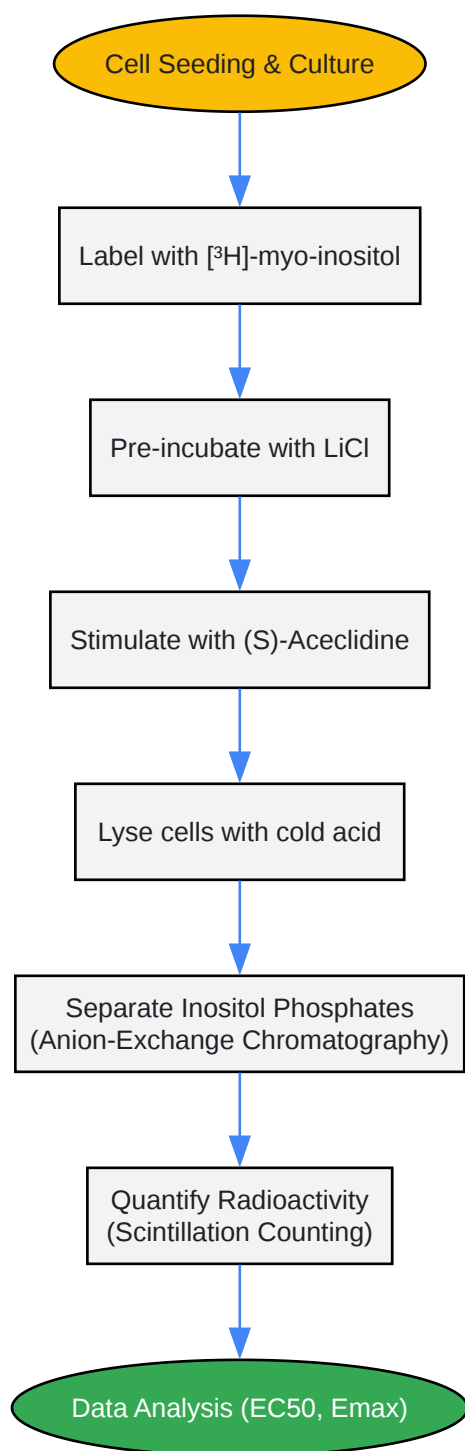 Cell Seeding & Culture
Label with [³H]-myo-inositol
Pre-incubate with LiCl
Stimulate with (S)-Aceclidine
Lyse cells with cold acid
Separate Inositol Phosphates
(Anion-Exchange Chromatography)
Quantify Radioactivity
(Scintillation Counting)
Data Analysis (EC50, Emax)